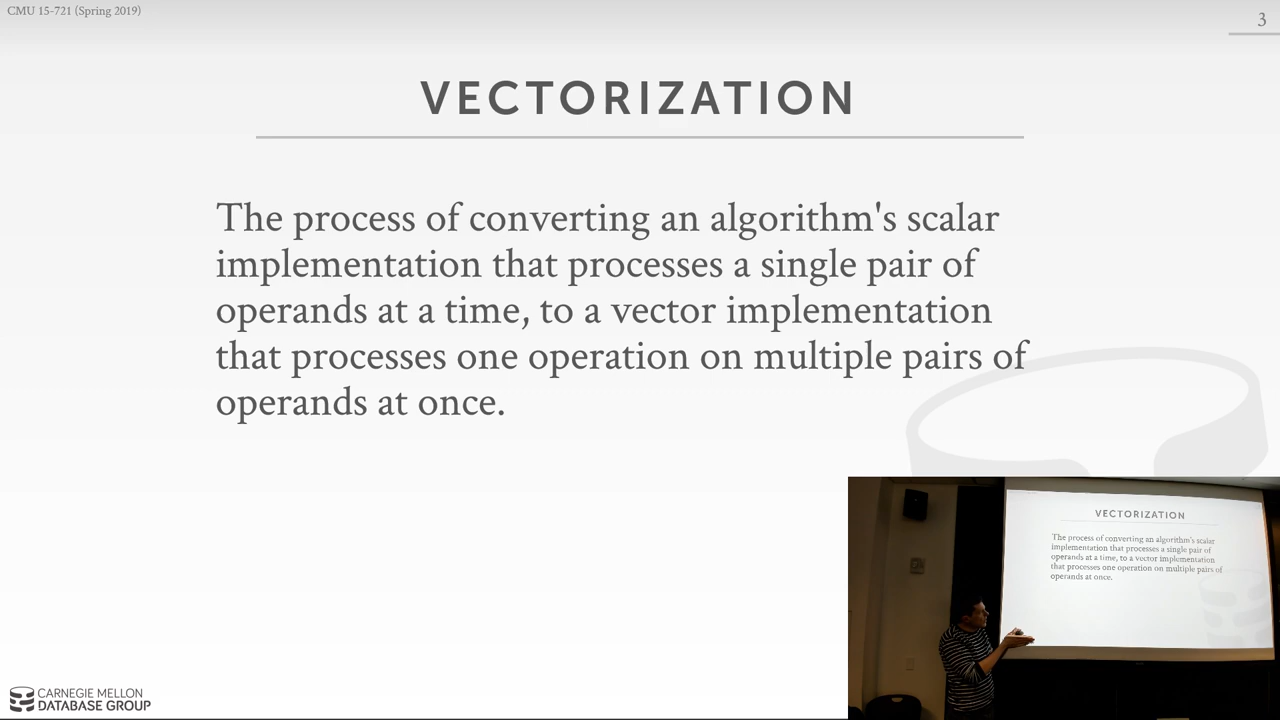 CMU 15-721 (Spring 2019)
3
VECTORIZATION
The process of converting an algorithm's scalar
implementation that processes a single pair of
operands at a time, to a vector implementation
that processes one operation on multiple pairs of
operands at once.
VECTORIZATION
The process of converting an algorithm's scalar
implementation that processes a single pair of
operands at a time, to a vector implementation
that processes one operation on multiple pairs of
operands at once.
CARNEGIE MELLON
DATABASE GROUP